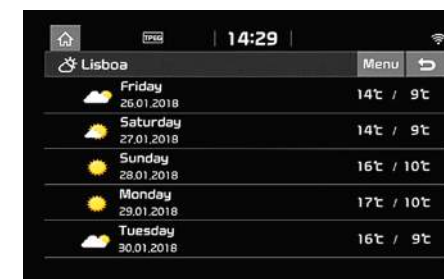 TPEG 14:29
Lisboa Menu
Friday 14℃ / 9℃
26.01.2018
Saturday 14℃ / 9℃
27.01.2018
Sunday 16℃ / 10℃
28.01.2018
Monday 17℃ / 10℃
29.01.2018
Tuesday 16℃ / 9℃
30.01.2018